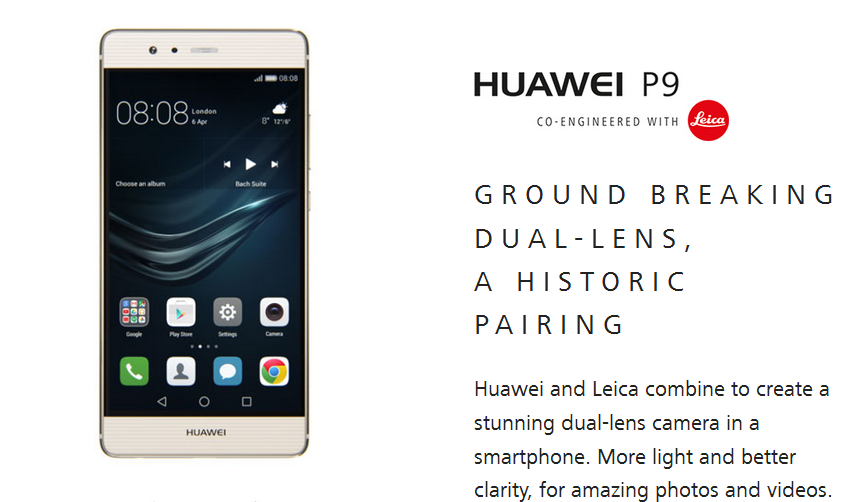 08:08
08:08
London
6 Apr
8° 12°/6°
Choose an album
Bach Suite
Google
Play Store
Settings
Camera
HUAWEI
HUAWEI P9
CO-ENGINEERED WITH Leica
GROUND BREAKING
DUAL-LENS,
A HISTORIC
PAIRING
Huawei and Leica combine to create a
stunning dual-lens camera in a
smartphone. More light and better
clarity, for amazing photos and videos.